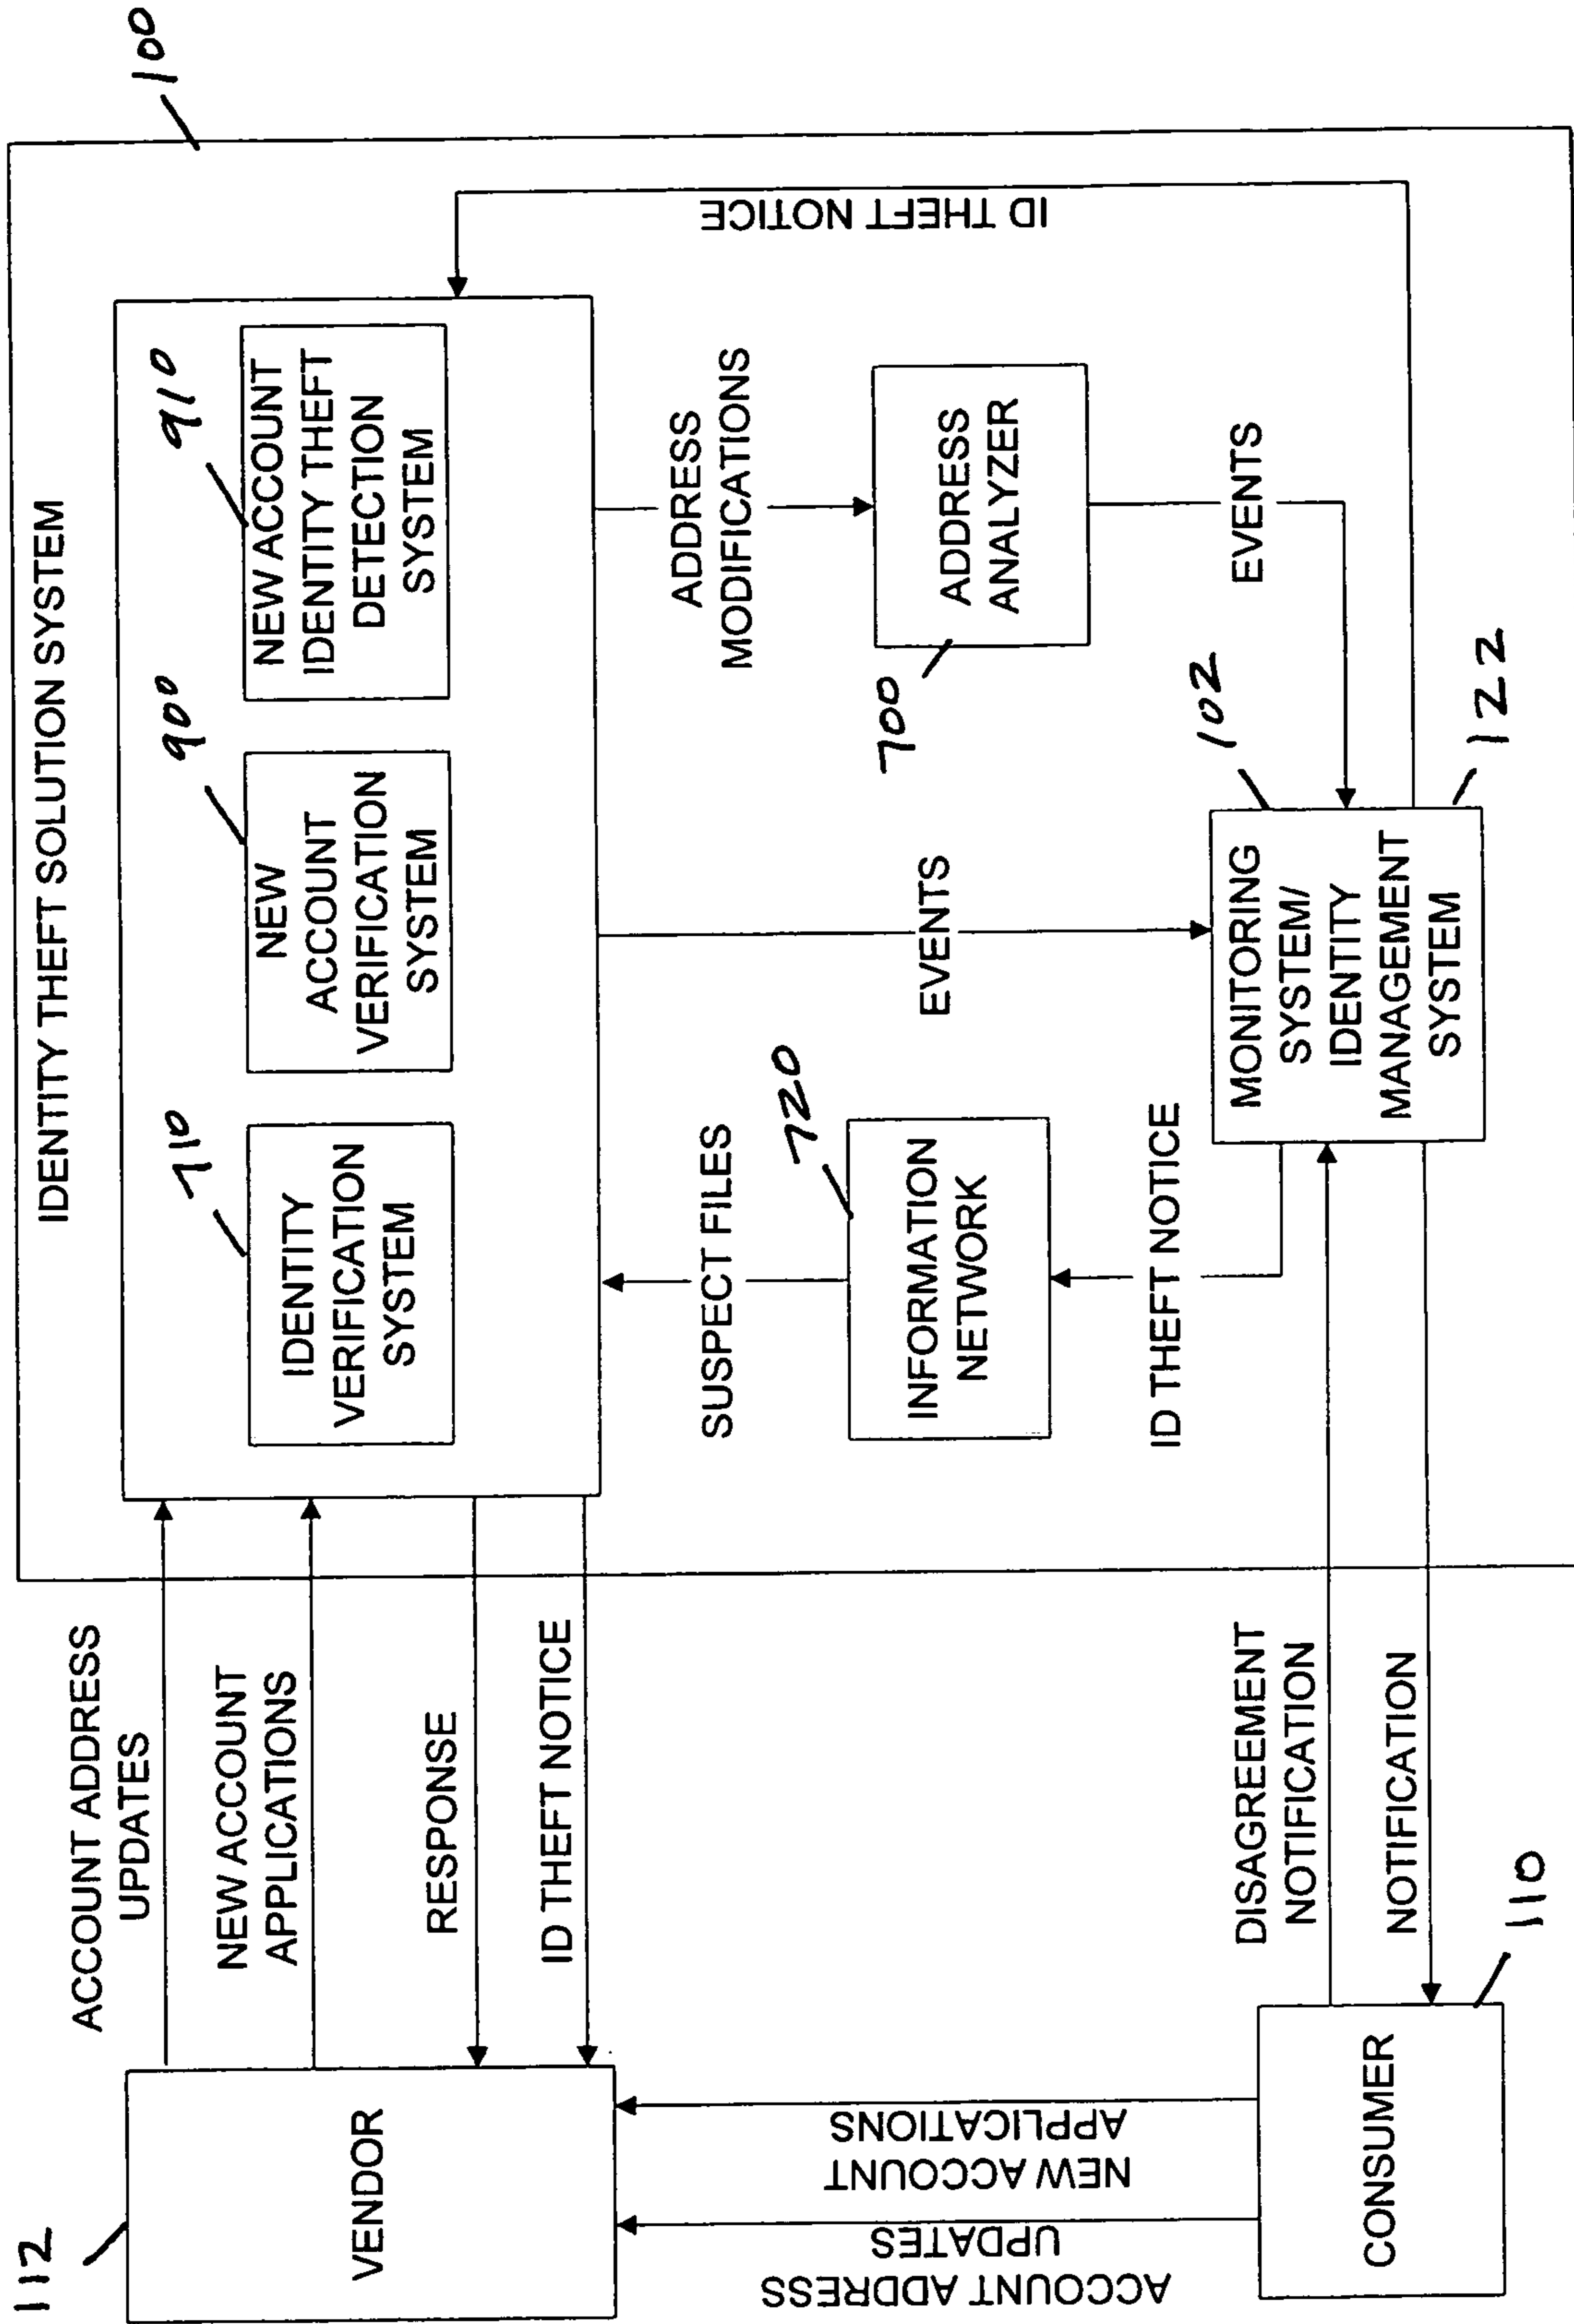 IDENTITY THEFT SOLUTION SYSTEM
100
112
VENDOR
ACCOUNT ADDRESS
UPDATES
NEW ACCOUNT
APPLICATIONS
RESPONSE
ID THEFT NOTICE
710
IDENTITY
VERIFICATION
SYSTEM
900
NEW
ACCOUNT
VERIFICATION
SYSTEM
910
NEW ACCOUNT
IDENTITY THEFT
DETECTION
SYSTEM
ACCOUNT ADDRESS
UPDATES
NEW ACCOUNT
APPLICATIONS
SUSPECT FILES
720
INFORMATION
NETWORK
ID THEFT NOTICE
EVENTS
ADDRESS
MODIFICATIONS
700
ADDRESS
ANALYZER
EVENTS
ID THEFT NOTICE
CONSUMER
110
DISAGREEMENT
NOTIFICATION
NOTIFICATION
102
MONITORING
SYSTEM/
IDENTITY
MANAGEMENT
SYSTEM
122